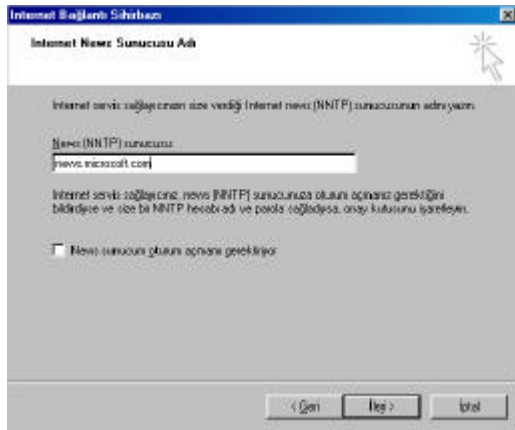 Internet Bağlantı Sihirbazı
Internet News Sunucusu Adı
Internet servis sağlayıcınızın size verdiği Internet news (NNTP) sunucusunun adını yazın.
News (NNTP) sunucusu:
news.microsoft.com
Internet servis sağlayıcınız, news (NNTP) sunucunuza oturum açmanız gerektiğini
bildirdiyse ve size bir NNTP hesabı adı ve parola sağladıysa, onay kutusunu işaretleyin.
News sunucum oturum açmamı gerektiriyor
< Geri
İleri >
İptal